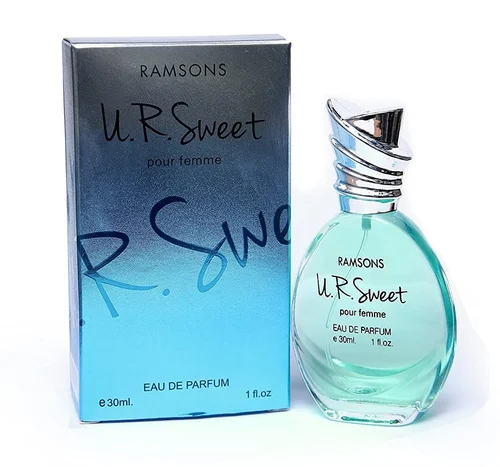 RAMSONS
U.R.Sweet
pour femme
.R.Swe
EAU DE PARFUM
e 30ml. 1 fl.oz
RAMSONS
U.R.Sweet
pour femme
EAU DE PARFUM
e 30ml. 1 fl.oz.